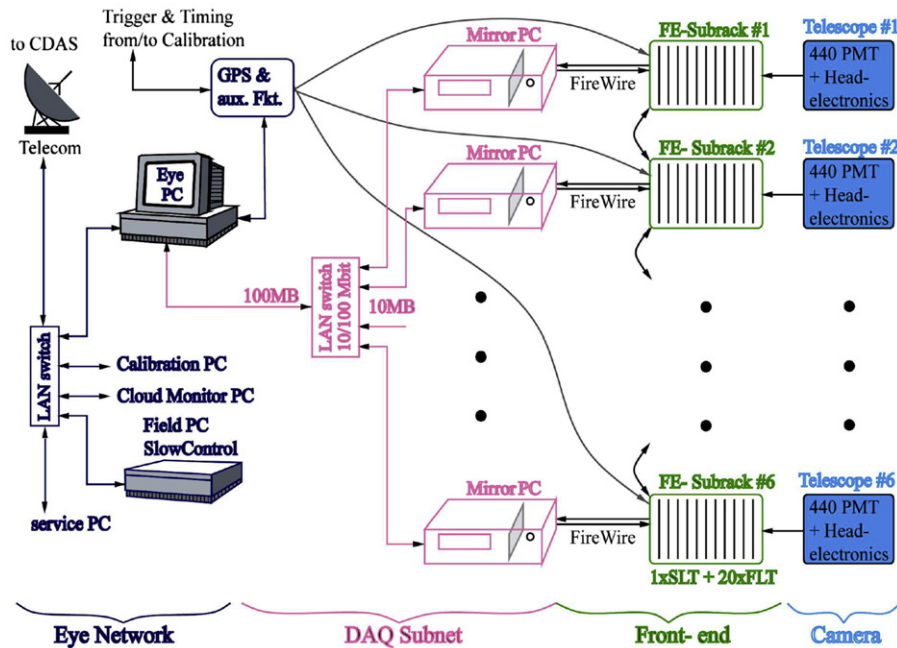 Trigger & Timing
from/to Calibration
to CDAS
Telecom
GPS &
aux. Fkt.
Eye
PC
LAN switch
Calibration PC
Cloud Monitor PC
Field PC
SlowControl
service PC
100MB
LAN switch
10/100 Mbit
10MB
Mirror PC
FireWire
FE-Subrack #1
Telescope #1
440 PMT
+ Head-
electronics
Mirror PC
FireWire
FE- Subrack #2
Telescope #2
440 PMT
+ Head-
electronics
Mirror PC
FireWire
FE- Subrack #6
1xSLT + 20xFLT
Telescope #6
440 PMT
+ Head-
electronics
Eye Network
DAQ Subnet
Front- end
Camera